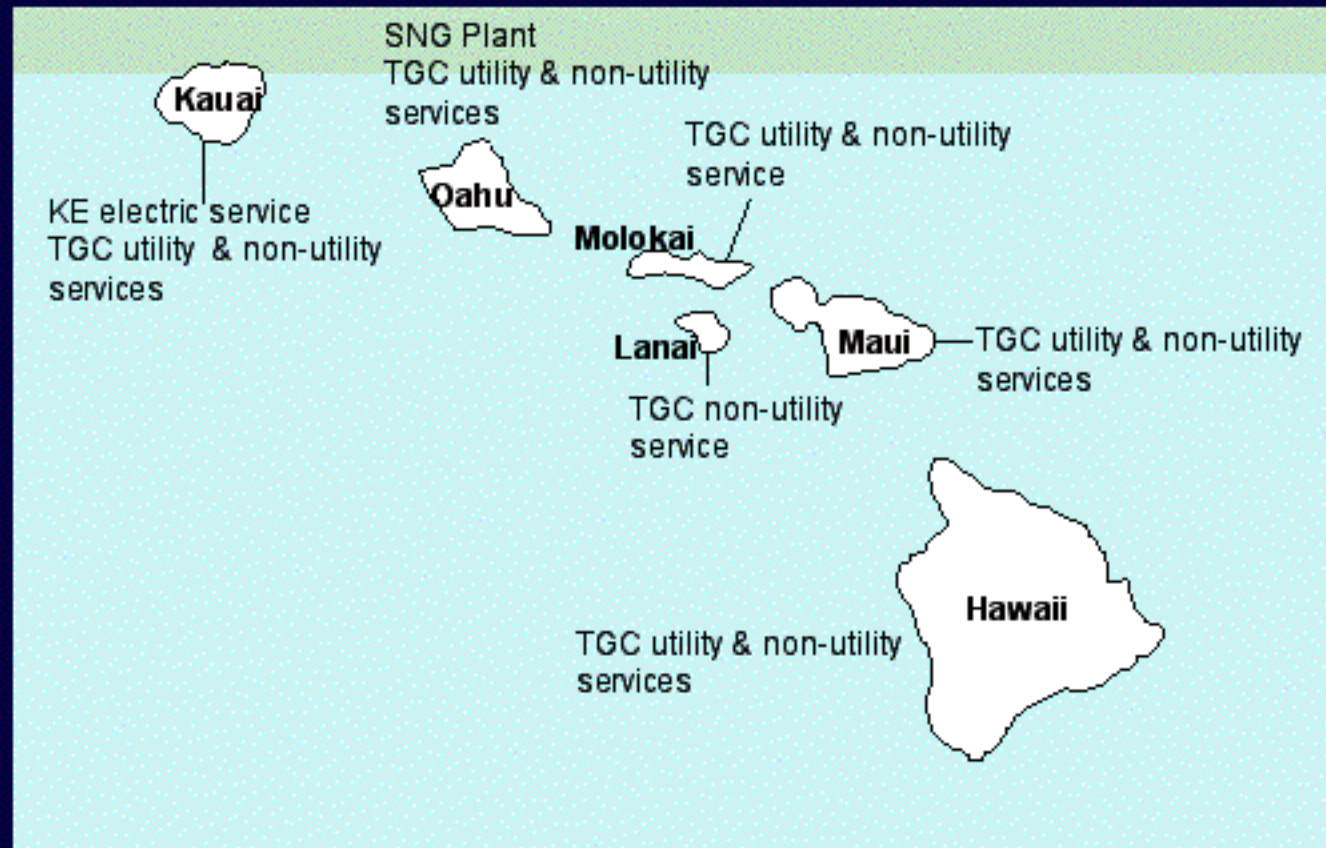 SNG Plant
TGC utility & non-utility
services
Kauai
TGC utility & non-utility
service
Oahu
KE electric service
TGC utility & non-utility
services
Molokai
Lanai
Maui
TGC utility & non-utility
services
TGC non-utility
service
Hawaii
TGC utility & non-utility
services